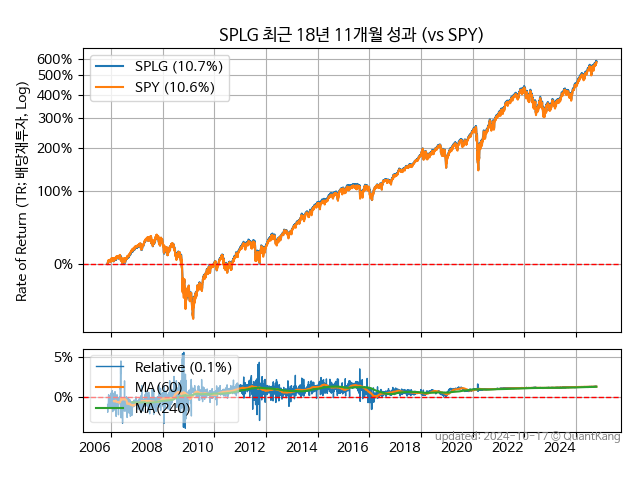 SPLG 최근 18년 11개월 성과 (vs SPY)
Rate of Return (TR: 배당재투자, Log)
600%
500%
400%
300%
200%
100%
0%
SPLG (10.7%)
SPY (10.6%)
5%
0%
Relative (0.1%)
MA(60)
MA(240)
2006 2008 2010 2012 2014 2016 2018 2020 2022 2024
updated: 2024-10-17 © QuantKang